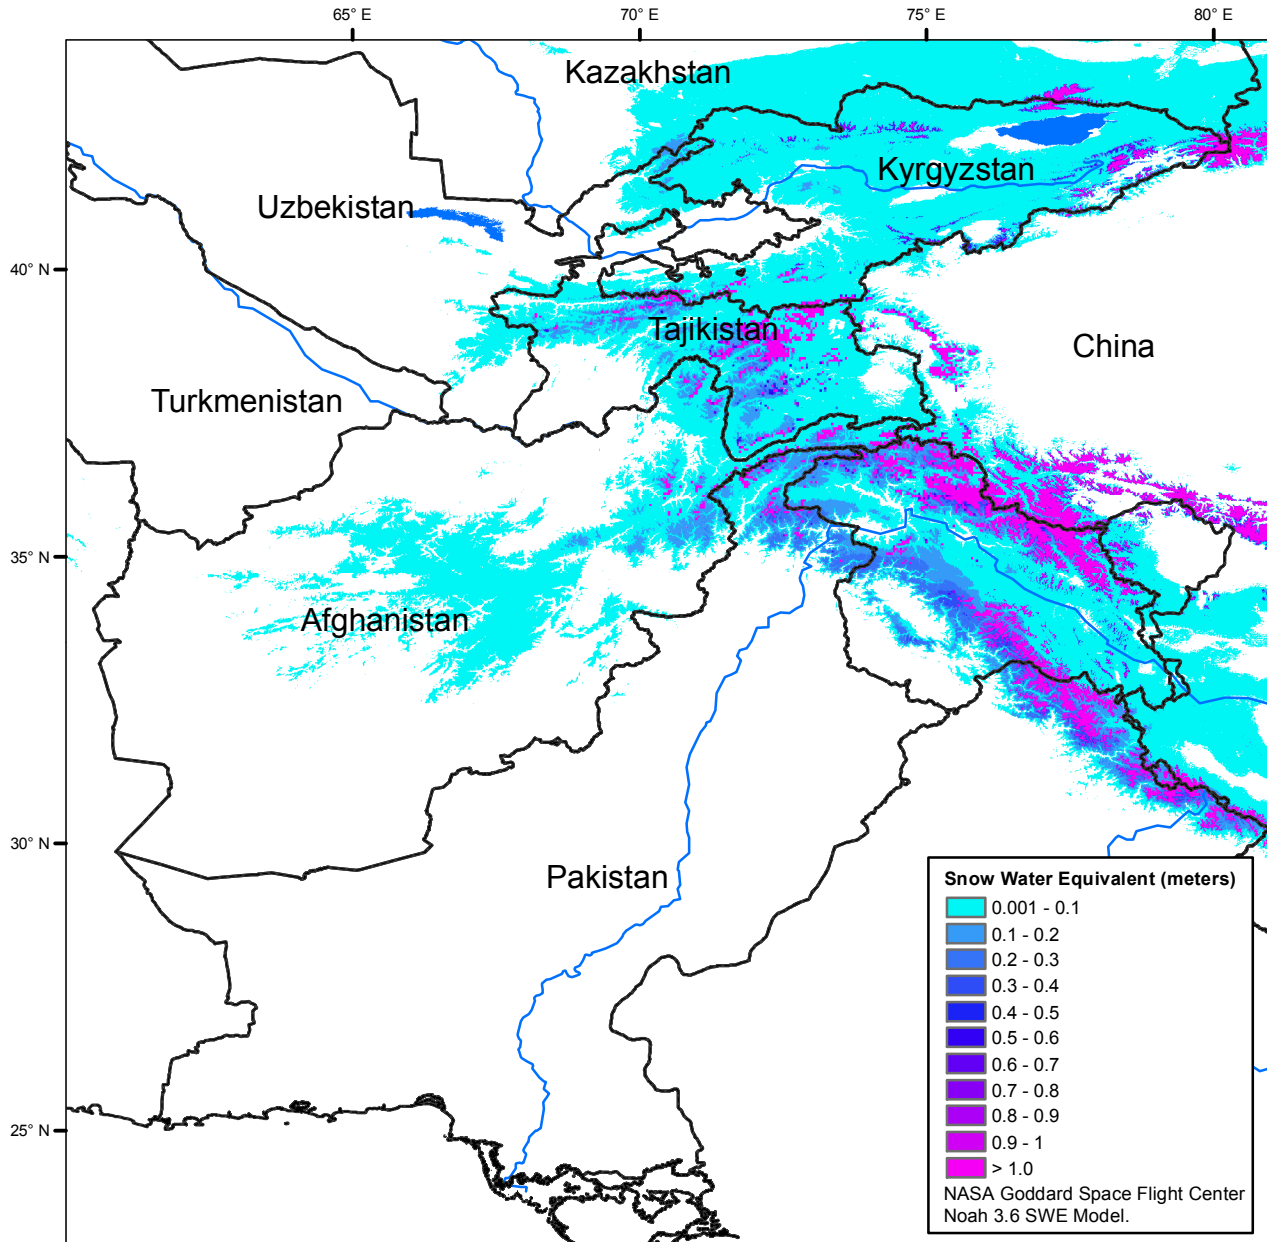 65° E
70° E
75° E
80° E
Kazakhstan
Kyrgyzstan
Uzbekistan
40° N
Tajikistan
China
Turkmenistan
35° N
Afghanistan
30° N
Pakistan
25° N
Snow Water Equivalent (meters)
0.001 - 0.1
0.1 - 0.2
0.2 - 0.3
0.3 - 0.4
0.4 - 0.5
0.5 - 0.6
0.6 - 0.7
0.7 - 0.8
0.8 - 0.9
0.9 - 1
> 1.0
NASA Goddard Space Flight Center
Noah 3.6 SWE Model.